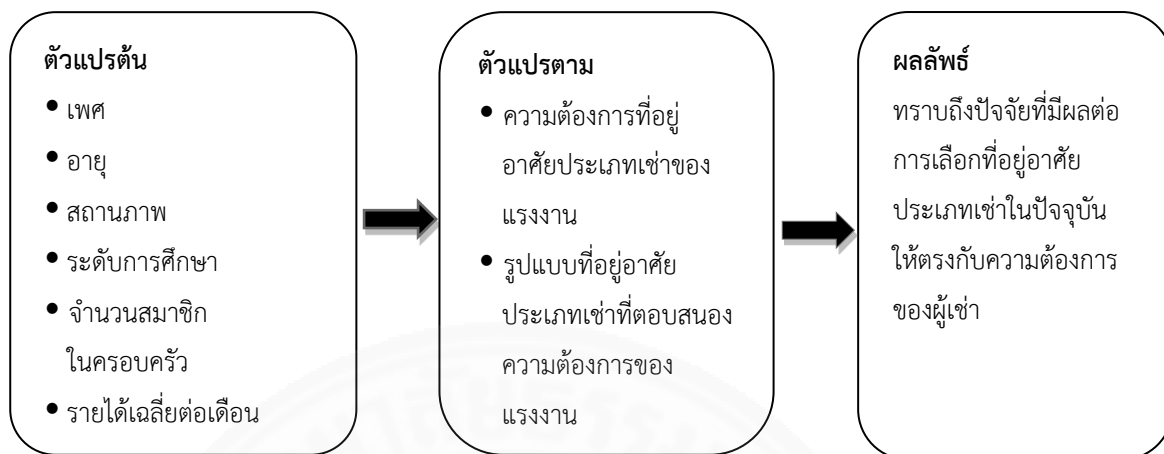 ตัวแปรต้น
• เพศ
• อายุ
• สถานภาพ
• ระดับการศึกษา
• จำนวนสมาชิก
ในครอบครัว
• รายได้เฉลี่ยต่อเดือน
ตัวแปรตาม
• ความต้องการที่อยู่
อาศัยประเภทเช่าของ
แรงงาน
• รูปแบบที่อยู่อาศัย
ประเภทเช่าที่ตอบสนอง
ความต้องการของ
แรงงาน
ผลลัพธ์
ทราบถึงปัจจัยที่มีผลต่อ
การเลือกที่อยู่อาศัย
ประเภทเช่าในปัจจุบัน
ให้ตรงกับความต้องการ
ของผู้เช่า